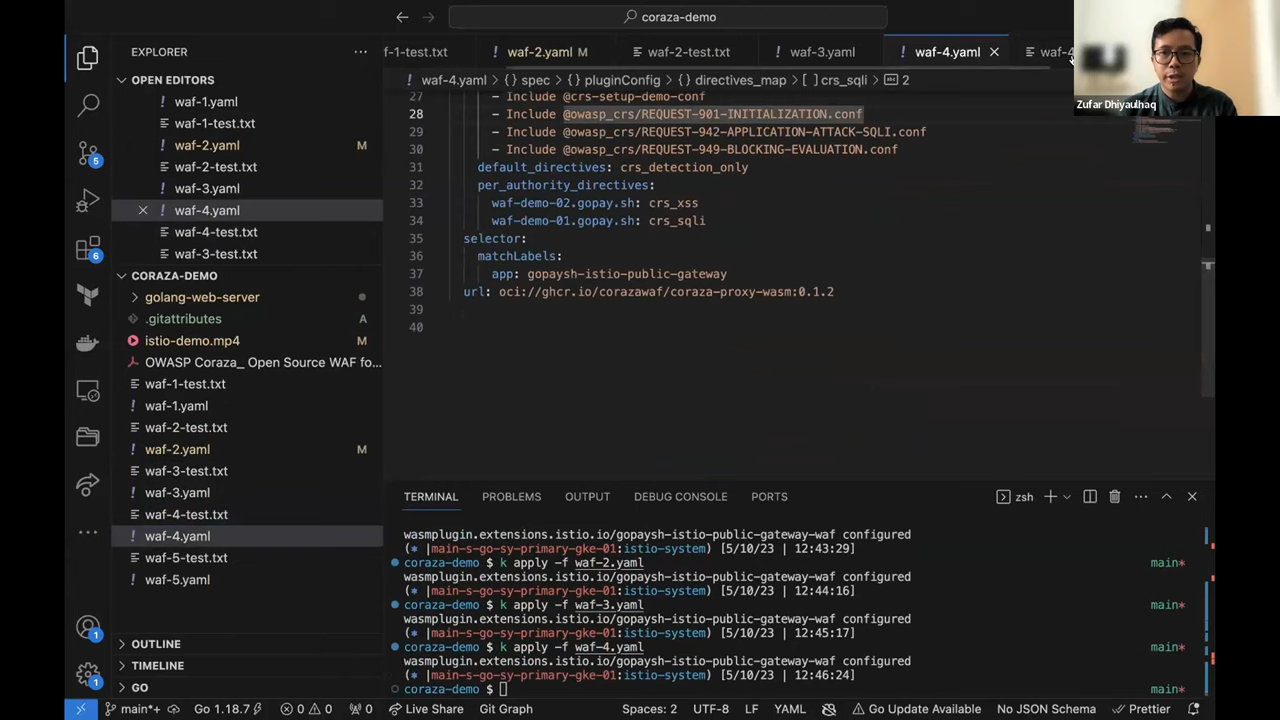 coraza-demo
EXPLORER
OPEN EDITORS
waf-1.yaml
waf-1-test.txt
waf-2.yaml M
waf-2-test.txt
waf-3.yaml
waf-4.yaml
waf-4-test.txt
waf-3-test.txt
CORAZA-DEMO
golang-web-server
.gitattributes A
istio-demo.mp4 M
OWASP Coraza_ Open Source WAF fo...
waf-1-test.txt
waf-1.yaml
waf-2-test.txt
waf-2.yaml M
waf-3-test.txt
waf-3.yaml
waf-4-test.txt
waf-4.yaml
waf-5-test.txt
waf-5.yaml
OUTLINE
TIMELINE
GO
5
6
1
1
f-1-test.txt waf-2.yaml M waf-2-test.txt waf-3.yaml waf-4.yaml waf-4
waf-4.yaml > {} spec > {} pluginConfig > {} directives_map > [ ] crs_sqli > 2
27 - Include @crs-setup-demo-conf
28 - Include @owasp_crs/REQUEST-901-INITIALIZATION.conf
29 - Include @owasp_crs/REQUEST-942-APPLICATION-ATTACK-SQLI.conf
30 - Include @owasp_crs/REQUEST-949-BLOCKING-EVALUATION.conf
31 default_directives: crs_detection_only
32 per_authority_directives:
33 waf-demo-02.gopay.sh: crs_xss
34 waf-demo-01.gopay.sh: crs_sqli
35 selector:
36 matchLabels:
37 app: gopaysh-istio-public-gateway
38 url: oci://ghcr.io/corazawaf/coraza-proxy-wasm:0.1.2
39
40
Zufar Dhiyaulhaq
TERMINAL PROBLEMS OUTPUT DEBUG CONSOLE PORTS zsh
wasmplugin.extensions.istio.io/gopaysh-istio-public-gateway-waf configured
(* |main-s-go-sy-primary-gke-01:istio-system) [5/10/23 | 12:43:29]
coraza-demo $ k apply -f waf-2.yaml main*
wasmplugin.extensions.istio.io/gopaysh-istio-public-gateway-waf configured
(* |main-s-go-sy-primary-gke-01:istio-system) [5/10/23 | 12:44:16]
coraza-demo $ k apply -f waf-3.yaml main*
wasmplugin.extensions.istio.io/gopaysh-istio-public-gateway-waf configured
(* |main-s-go-sy-primary-gke-01:istio-system) [5/10/23 | 12:45:17]
coraza-demo $ k apply -f waf-4.yaml main*
wasmplugin.extensions.istio.io/gopaysh-istio-public-gateway-waf configured
(* |main-s-go-sy-primary-gke-01:istio-system) [5/10/23 | 12:46:24]
coraza-demo $ main*
main*+ Go 1.18.7 0 0 0 Live Share Git Graph Spaces: 2 UTF-8 LF YAML Go Update Available No JSON Schema Prettier